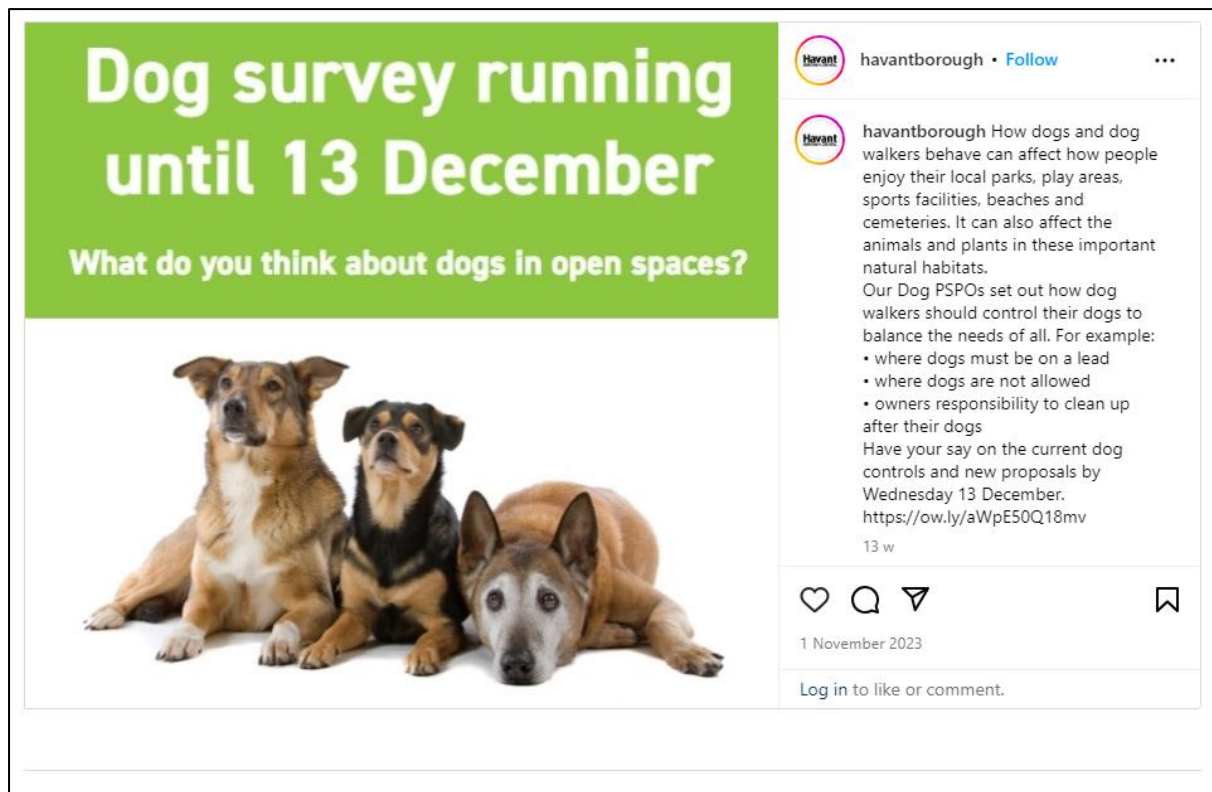 Dog survey running
until 13 December
What do you think about dogs in open spaces?
Havant
havantborough • Follow
Havant
havantborough How dogs and dog
walkers behave can affect how people
enjoy their local parks, play areas,
sports facilities, beaches and
cemeteries. It can also affect the
animals and plants in these important
natural habitats.
Our Dog PSPOs set out how dog
walkers should control their dogs to
balance the needs of all. For example:
• where dogs must be on a lead
• where dogs are not allowed
• owners responsibility to clean up
after their dogs
Have your say on the current dog
controls and new proposals by
Wednesday 13 December.
https://ow.ly/aWpE50Q18mv
13 w
1 November 2023
Log in to like or comment.